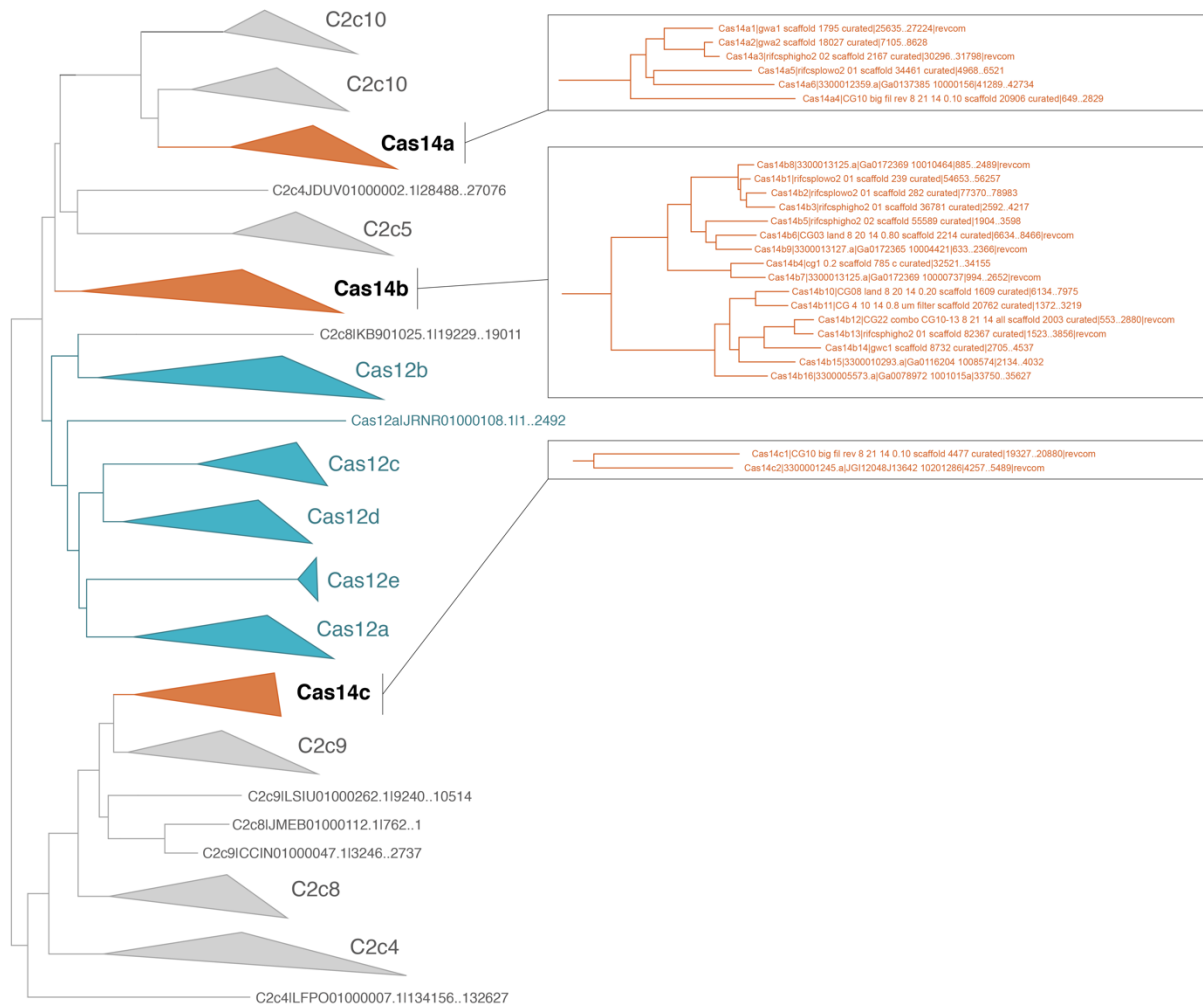 C2c10
C2c10
Cas14a
C2c4JDUV01000002.1|28488..27076
C2c5
Cas14b
C2c8|KB901025.1|19229..19011
Cas12b
Cas12a|JRNR01000108.1|1..2492
Cas12c
Cas12d
Cas12e
Cas12a
Cas14c
C2c9
C2c9|LSIU01000262.1|9240..10514
C2c8|JMEB01000112.1|762..1
C2c9|CCIN01000047.1|3246..2737
C2c8
C2c4
C2c4|LFPO01000007.1|134156..132627
Cas14a1|gwa1 scaffold 1795 curated|25635..27224|revcom
Cas14a2|gwa2 scaffold 18027 curated|7105..8628
Cas14a3|rifcsphigho2 02 scaffold 2167 curated|30296..31798|revcom
Cas14a5|rifcsplowo2 01 scaffold 34461 curated|4968..6521
Cas14a6|3300012359.a|Ga0137385 10000156|41289..42734
Cas14a4|CG10 big fil rev 8 21 14 0.10 scaffold 20906 curated|649..2829
Cas14b8|3300013125.a|Ga0172369 10010464|885..2489|revcom
Cas14b1|rifcsplowo2 01 scaffold 239 curated|54653..56257
Cas14b2|rifcsplowo2 01 scaffold 282 curated|77370..78983
Cas14b3|rifcsphigho2 01 scaffold 36781 curated|2592..4217
Cas14b5|rifcsphigho2 02 scaffold 55589 curated|1904..3598
Cas14b6|CG03 land 8 20 14 0.80 scaffold 2214 curated|6634..8466|revcom
Cas14b9|3300013127.a|Ga0172365 10004421|633..2366|revcom
Cas14b4|cg1 0.2 scaffold 785 c curated|32521..34155
Cas14b7|3300013125.a|Ga0172369 10000737|994..2652|revcom
Cas14b10|CG08 land 8 20 14 0.20 scaffold 1609 curated|6134..7975
Cas14b11|CG 4 10 14 0.8 um filter scaffold 20762 curated|1372..3219
Cas14b12|CG22 combo CG10-13 8 21 14 all scaffold 2003 curated|553..2880|revcom
Cas14b13|rifcsphigho2 01 scaffold 82367 curated|1523..3856|revcom
Cas14b14|gwc1 scaffold 8732 curated|2705..4537
Cas14b15|3300010293.a|Ga0116204 1008574|2134..4032
Cas14b16|3300005573.a|Ga0078972 1001015a|33750..35627
Cas14c1|CG10 big fil rev 8 21 14 0.10 scaffold 4477 curated|19327..20880|revcom
Cas14c2|3300001245.a|JGI12048J13642 10201286|4257..5489|revcom